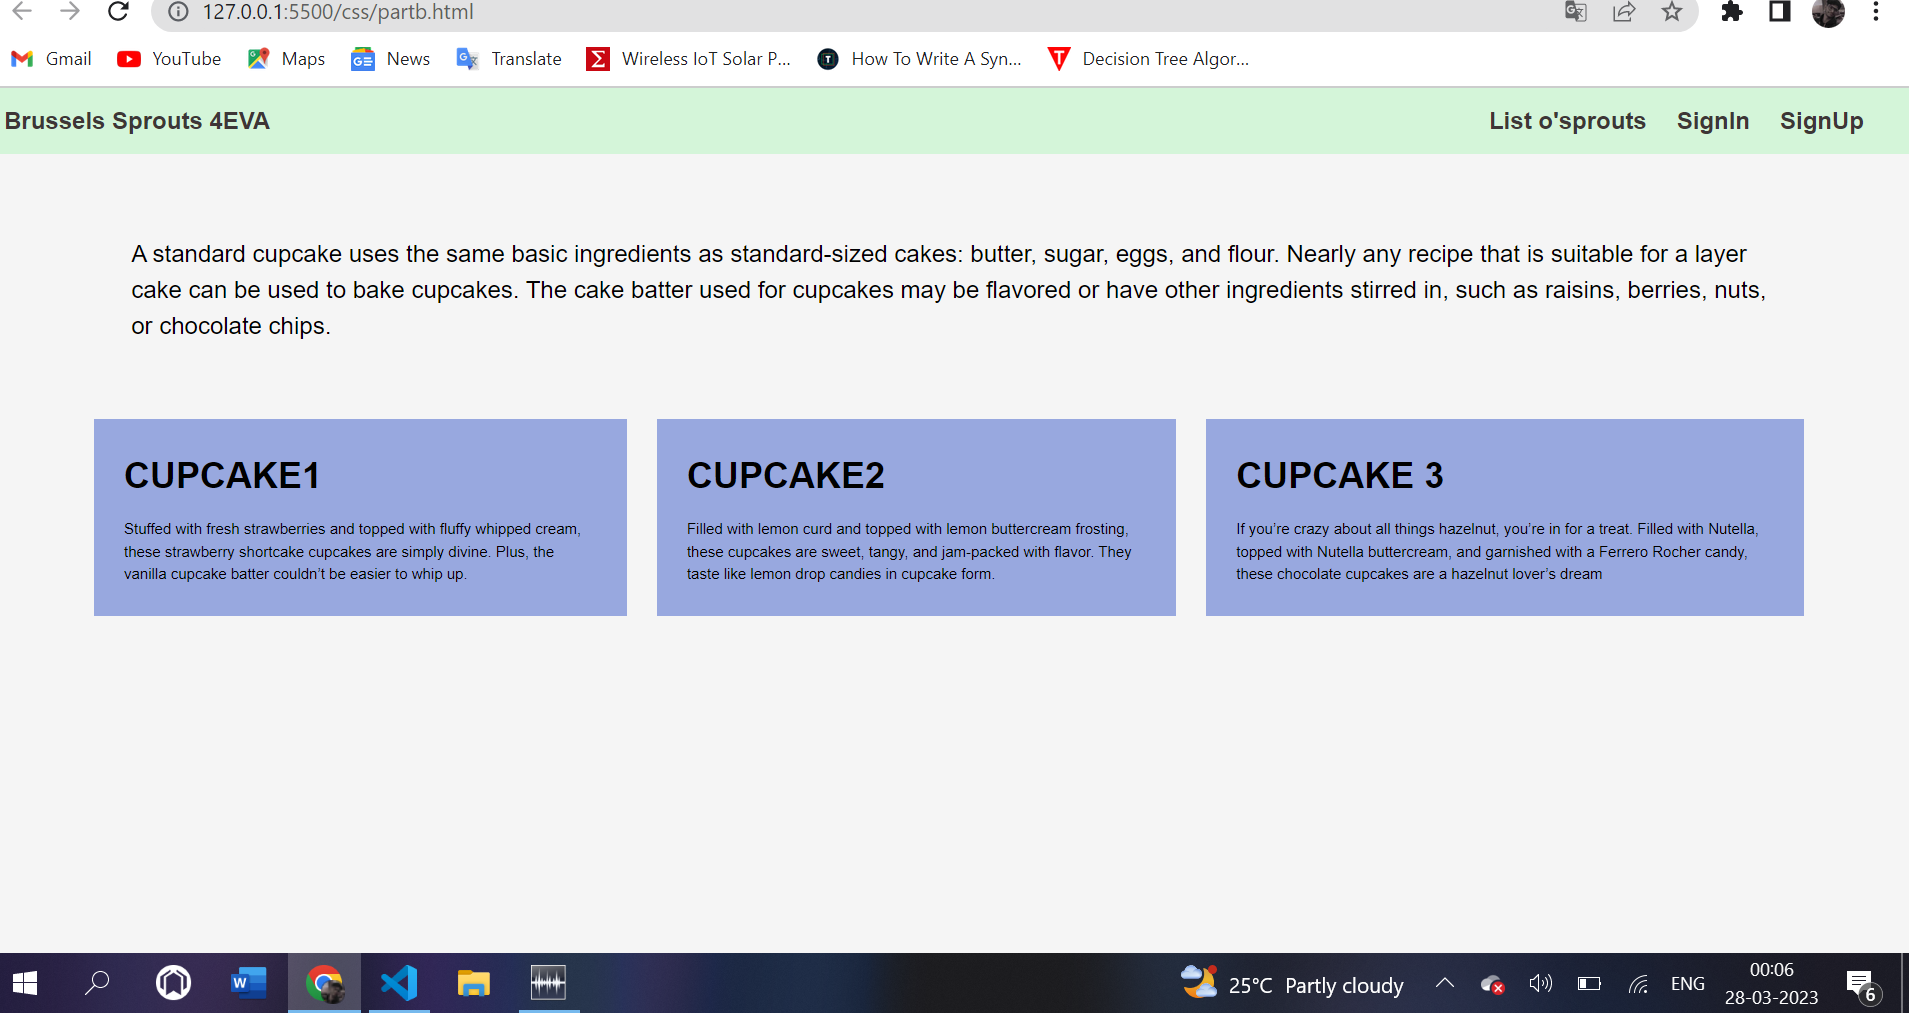 127.0.0.1:5500/css/partb.html
Gmail YouTube Maps News Translate Wireless IoT Solar P... How To Write A Syn... Decision Tree Algor...
Brussels Sprouts 4EVA List o'sprouts SignIn SignUp
A standard cupcake uses the same basic ingredients as standard-sized cakes: butter, sugar, eggs, and flour. Nearly any recipe that is suitable for a layer
cake can be used to bake cupcakes. The cake batter used for cupcakes may be flavored or have other ingredients stirred in, such as raisins, berries, nuts,
or chocolate chips.
CUPCAKE1
Stuffed with fresh strawberries and topped with fluffy whipped cream,
these strawberry shortcake cupcakes are simply divine. Plus, the
vanilla cupcake batter couldn’t be easier to whip up.
CUPCAKE2
Filled with lemon curd and topped with lemon buttercream frosting,
these cupcakes are sweet, tangy, and jam-packed with flavor. They
taste like lemon drop candies in cupcake form.
CUPCAKE 3
If you’re crazy about all things hazelnut, you’re in for a treat. Filled with Nutella,
topped with Nutella buttercream, and garnished with a Ferrero Rocher candy,
these chocolate cupcakes are a hazelnut lover’s dream
25°C Partly cloudy ENG
00:06
28-03-2023
6